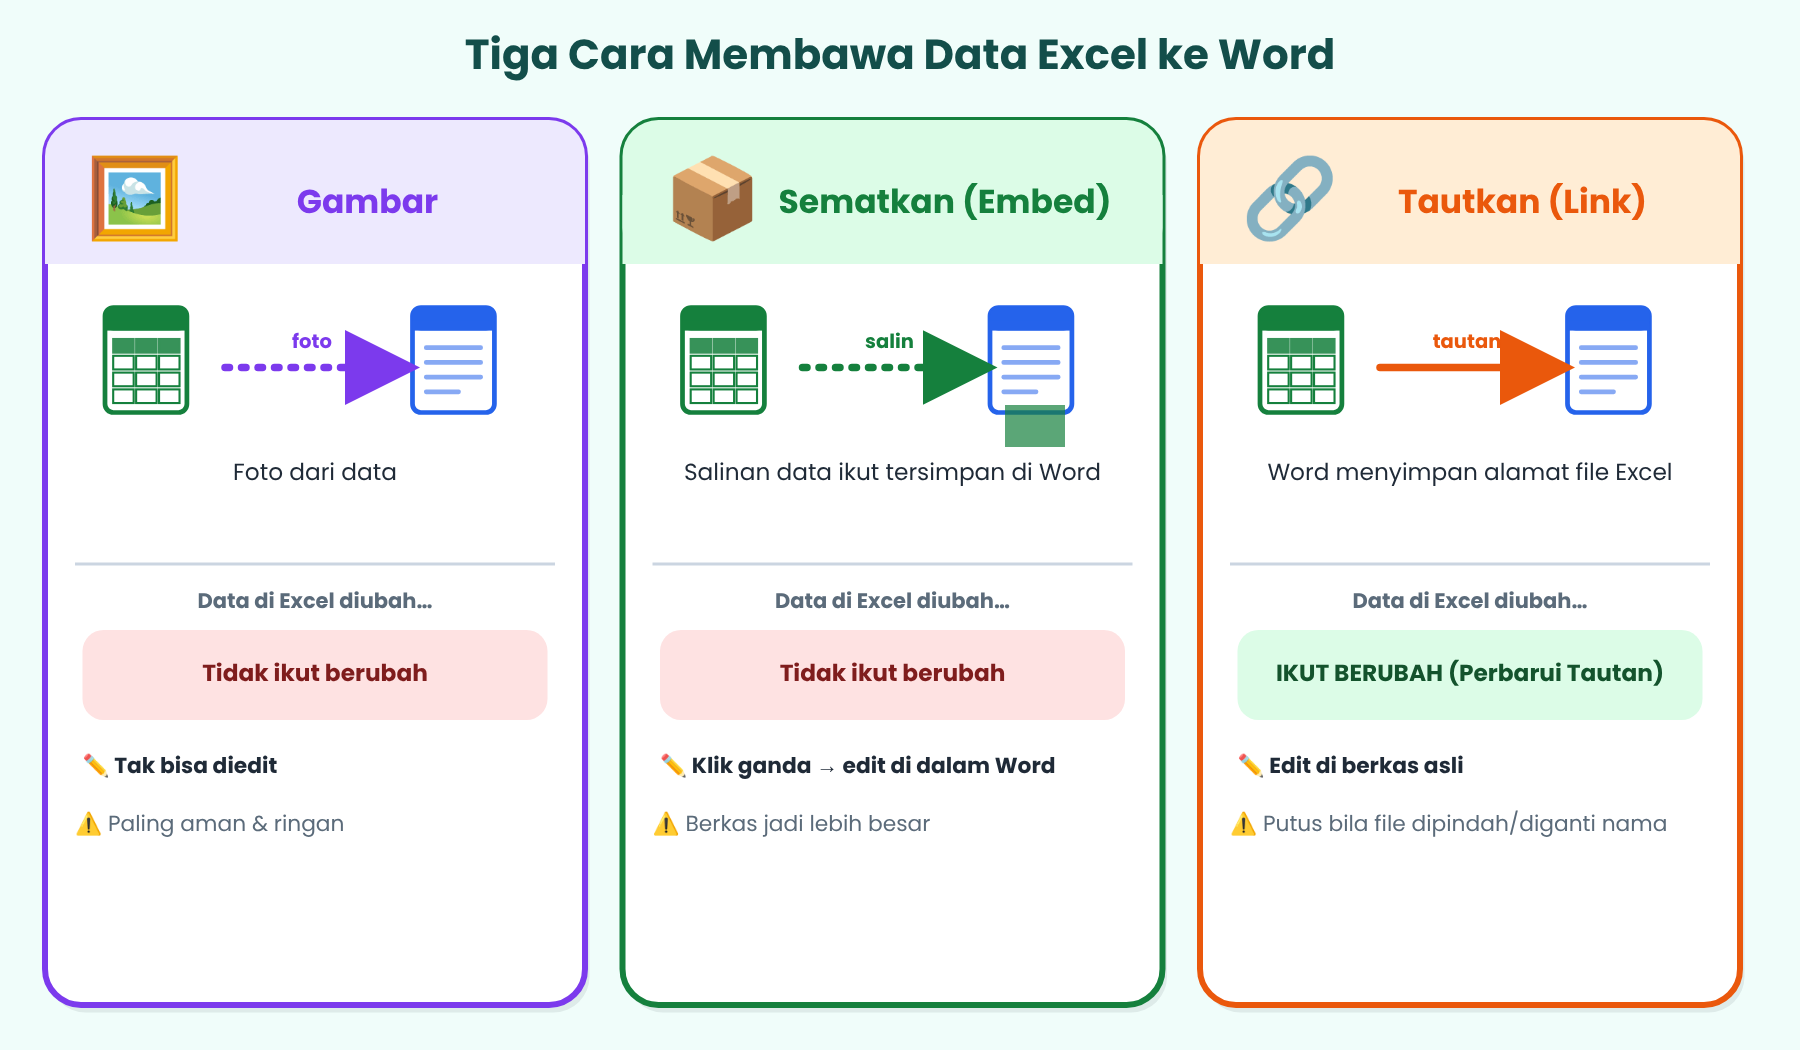 Tiga Cara Membawa Data Excel ke Word
Gambar
foto
Foto dari data
Data di Excel diubah...
Tidak ikut berubah
✏️ Tak bisa diedit
⚠️ Paling aman & ringan
Sematkan (Embed)
salin
Salinan data ikut tersimpan di Word
Data di Excel diubah...
Tidak ikut berubah
✏️ Klik ganda → edit di dalam Word
⚠️ Berkas jadi lebih besar
Tautkan (Link)
tautan
Word menyimpan alamat file Excel
Data di Excel diubah...
IKUT BERUBAH (Perbarui Tautan)
✏️ Edit di berkas asli
⚠️ Putus bila file dipindah/diganti nama